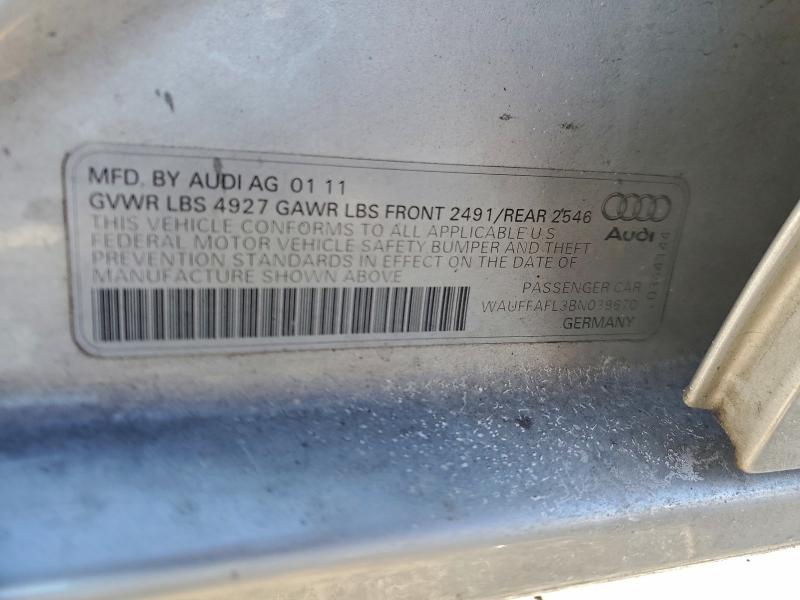 MFD. BY AUDI AG 01 11
GVWR LBS 4927 GAWR LBS FRONT 2491/REAR 2546
THIS VEHICLE CONFORMS TO ALL APPLICABLE U S
FEDERAL MOTOR VEHICLE SAFETY BUMPER AND THEFT
PREVENTION STANDARDS IN EFFECT ON THE DATE OF
MANUFACTURE SHOWN ABOVE
Audi
PASSENGER CAR
WAUFFAFL3BN039670
GERMANY